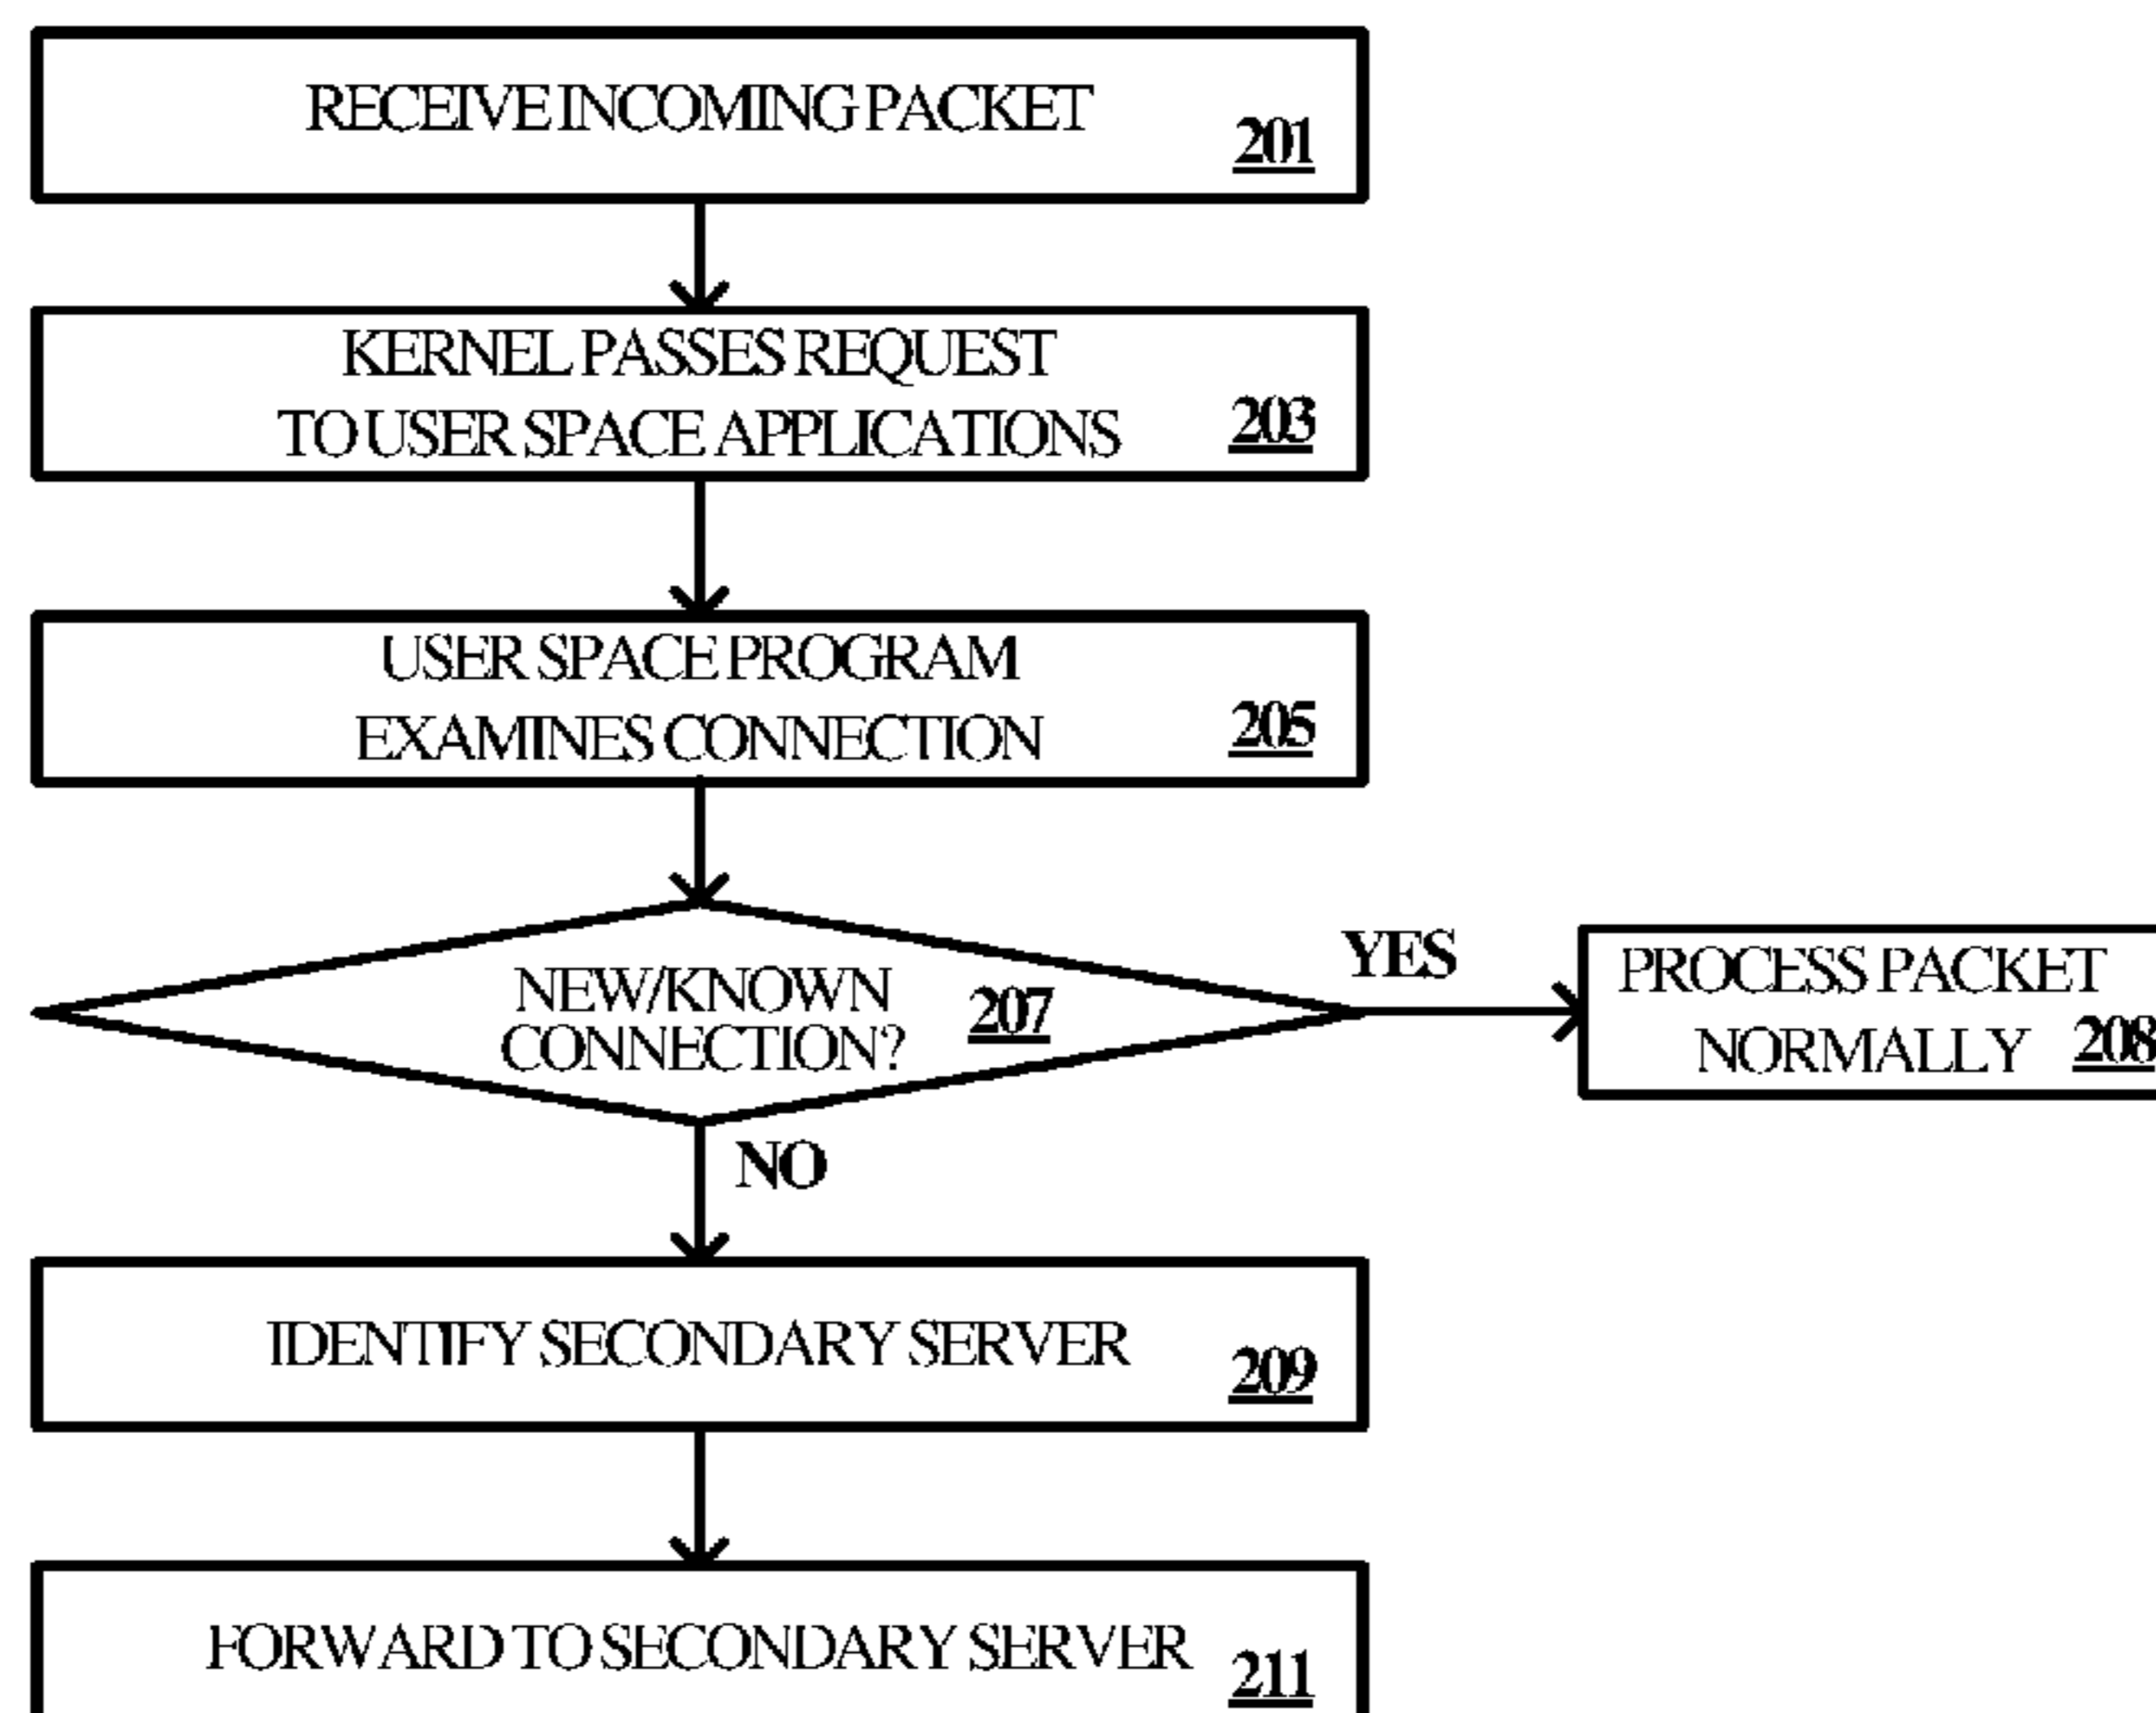 RECEIVE INCOMING PACKET
201
KERNEL PASSES REQUEST
TO USER SPACE APPLICATIONS
203
USER SPACE PROGRAM
EXAMINES CONNECTION
205
NEW/KNOWN
CONNECTION?
207
YES
PROCESS PACKET
NORMALLY
208
NO
IDENTIFY SECONDARY SERVER
209
FORWARD TO SECONDARY SERVER
211